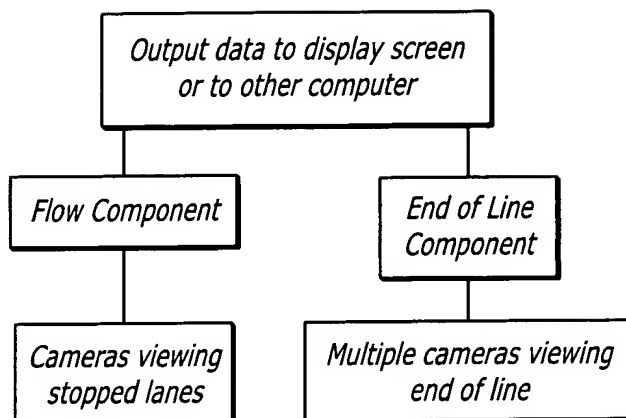 Output data to display screen
or to other computer
Flow Component
End of Line
Component
Cameras viewing
stopped lanes
Multiple cameras viewing
end of line